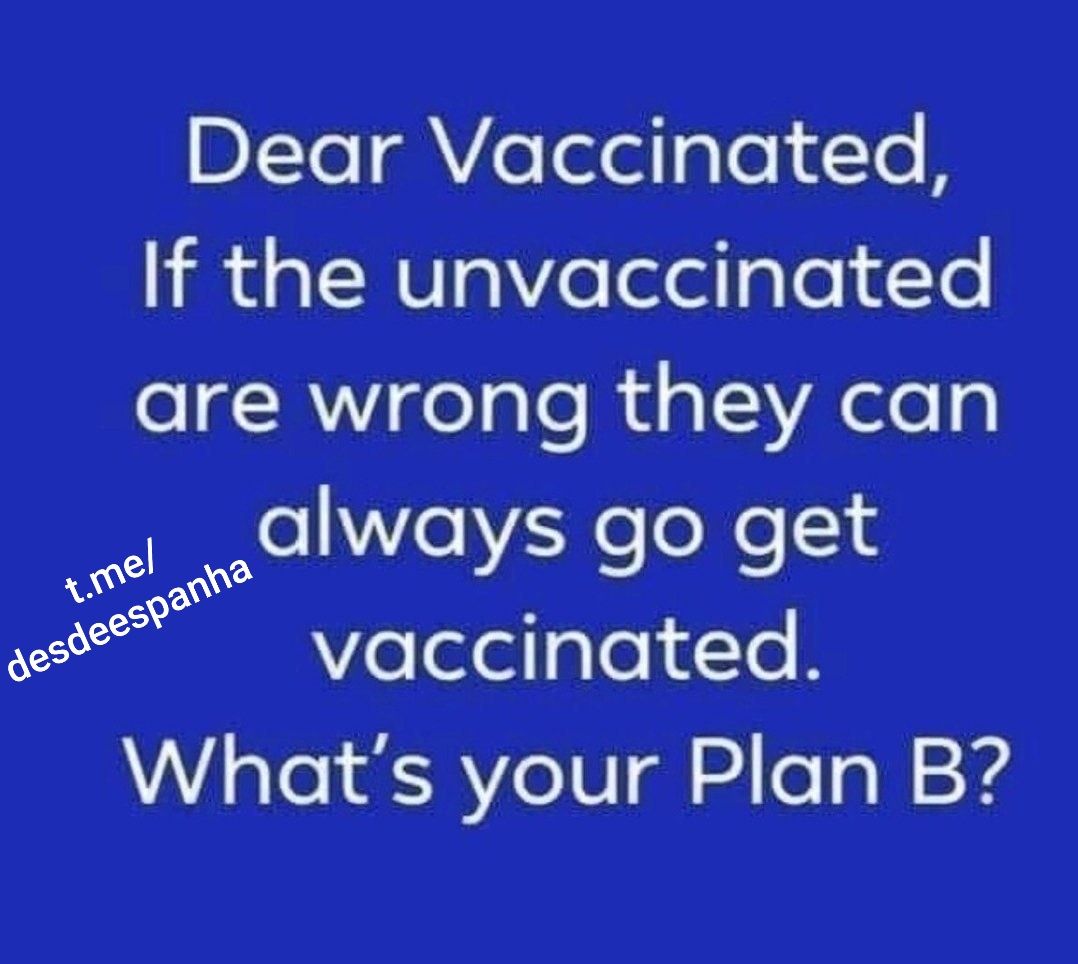 Dear Vaccinated,
If the unvaccinated
are wrong they can
always go get
vaccinated.
What's your Plan B?
t.me/
desdeespanha